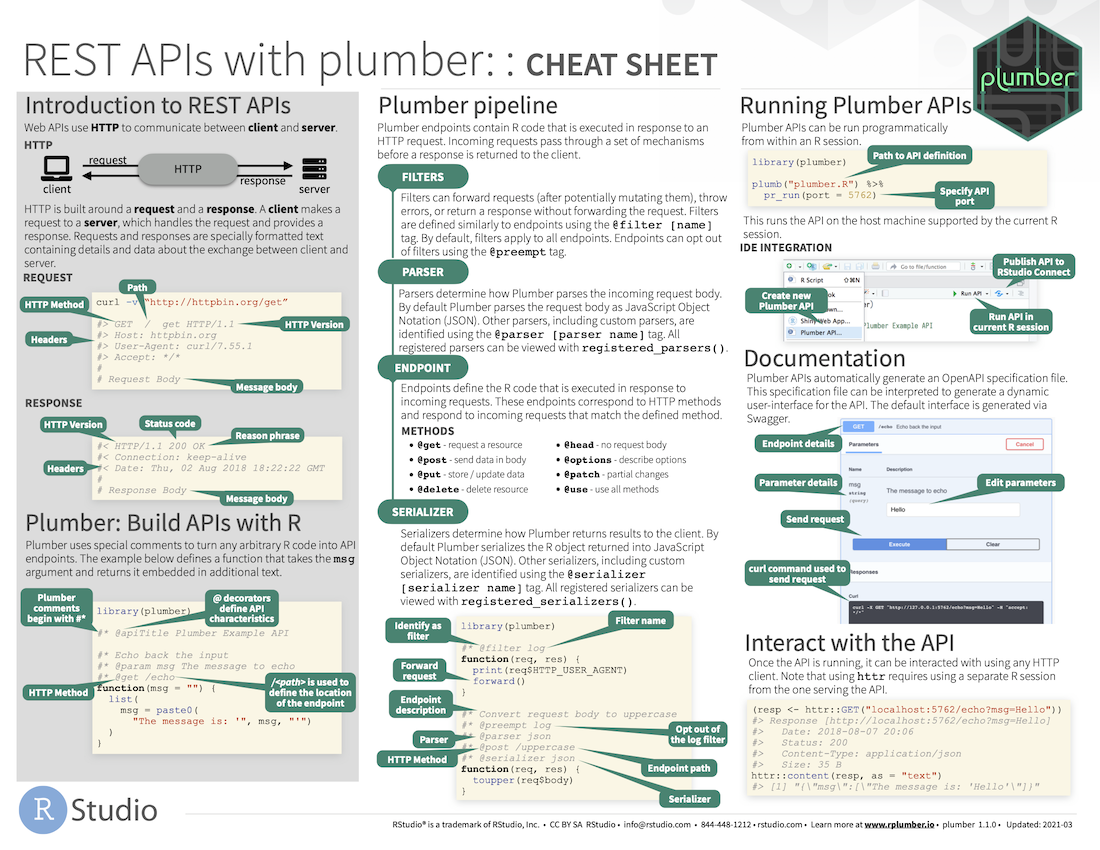 REST APIs with plumber: : CHEAT SHEET
plumber
Introduction to REST APIs
Web APIs use HTTP to communicate between client and server.
HTTP
request
HTTP
response
client
server
HTTP is built around a request and a response. A client makes a
request to a server, which handles the request and provides a
response. Requests and responses are specially formatted text
containing details and data about the exchange between client and
server.
REQUEST
Path
HTTP Method
curl -v “http://httpbin.org/get”
#> GET / get HTTP/1.1
HTTP Version
#> Host: httpbin.org
Headers
#> User-Agent: curl/7.55.1
#> Accept: */*
#
# Request Body
Message body
RESPONSE
HTTP Version
Status code
Reason phrase
#< HTTP/1.1 200 OK
#< Connection: keep-alive
Headers
#< Date: Thu, 02 Aug 2018 18:22:22 GMT
#
# Response Body
Message body
Plumber: Build APIs with R
Plumber uses special comments to turn any arbitrary R code into API
endpoints. The example below defines a function that takes the msg
argument and returns it embedded in additional text.
Plumber
comments
begin with #*
@ decorators
define API
characteristics
library(plumber)
#* @apiTitle Plumber Example API
#* Echo back the input
#* @param msg The message to echo
#* @get /echo
HTTP Method
/<path> is used to
define the location
of the endpoint
function(msg = "") {
list(
msg = paste0(
"The message is: '", msg, "'")
)
}
Plumber pipeline
Plumber endpoints contain R code that is executed in response to an
HTTP request. Incoming requests pass through a set of mechanisms
before a response is returned to the client.
FILTERS
Filters can forward requests (after potentially mutating them), throw
errors, or return a response without forwarding the request. Filters
are defined similarly to endpoints using the @filter [name]
tag. By default, filters apply to all endpoints. Endpoints can opt out
of filters using the @preempt tag.
PARSER
Parsers determine how Plumber parses the incoming request body.
By default Plumber parses the request body as JavaScript Object
Notation (JSON). Other parsers, including custom parsers, are
identified using the @parser [parser name] tag. All
registered parsers can be viewed with registered_parsers().
ENDPOINT
Endpoints define the R code that is executed in response to
incoming requests. These endpoints correspond to HTTP methods
and respond to incoming requests that match the defined method.
METHODS
• @get - request a resource
• @post - send data in body
• @put - store / update data
• @delete - delete resource
• @head - no request body
• @options - describe options
• @patch - partial changes
• @use - use all methods
SERIALIZER
Serializers determine how Plumber returns results to the client. By
default Plumber serializes the R object returned into JavaScript
Object Notation (JSON). Other serializers, including custom
serializers, are identified using the @serializer
[serializer name] tag. All registered serializers can be
viewed with registered_serializers().
Identify as
filter
Filter name
library(plumber)
#* @filter log
function(req, res) {
print(req$HTTP_USER_AGENT)
forward()
}
Forward
request
Endpoint
description
#* Convert request body to uppercase
#* @preempt log
#* @parser json
#* @post /uppercase
#* @serializer json
function(req, res) {
toupper(req$body)
}
Parser
HTTP Method
Opt out of
the log filter
Endpoint path
Serializer
Running Plumber APIs
Plumber APIs can be run programmatically
from within an R session.
Path to API definition
library(plumber)
plumb("plumber.R") %>%
pr_run(port = 5762)
Specify API
port
This runs the API on the host machine supported by the current R
session.
IDE INTEGRATION
Go to file/function
R Script ⇧⌘N
Publish API to
RStudio Connect
Create new
Plumber API
Run API
Run API in
current R session
Plumber API...
Plumber Example API
Documentation
Plumber APIs automatically generate an OpenAPI specification file.
This specification file can be interpreted to generate a dynamic
user-interface for the API. The default interface is generated via
Swagger.
GET /echo Echo back the input
Endpoint details
Parameters
Cancel
Name Description
Parameter details
msg
string
(query)
The message to echo
Edit parameters
Hello
Send request
Execute
Clear
curl command used to
send request
Responses
Curl
curl -X GET "http://127.0.0.1:5762/echo?msg=Hello" -H "accept:
*/*"
Interact with the API
Once the API is running, it can be interacted with using any HTTP
client. Note that using httr requires using a separate R session
from the one serving the API.
(resp <- httr::GET("localhost:5762/echo?msg=Hello"))
#> Response [http://localhost:5762/echo?msg=Hello]
#> Date: 2018-08-07 20:06
#> Status: 200
#> Content-Type: application/json
#> Size: 35 B
httr::content(resp, as = "text")
#> [1] "{\"msg\":[\"The message is: 'Hello'\"]}"
R Studio
RStudio® is a trademark of RStudio, Inc. • CC BY SA RStudio • info@rstudio.com • 844-448-1212 • rstudio.com • Learn more at www.rplumber.io • plumber 1.1.0 • Updated: 2021-03